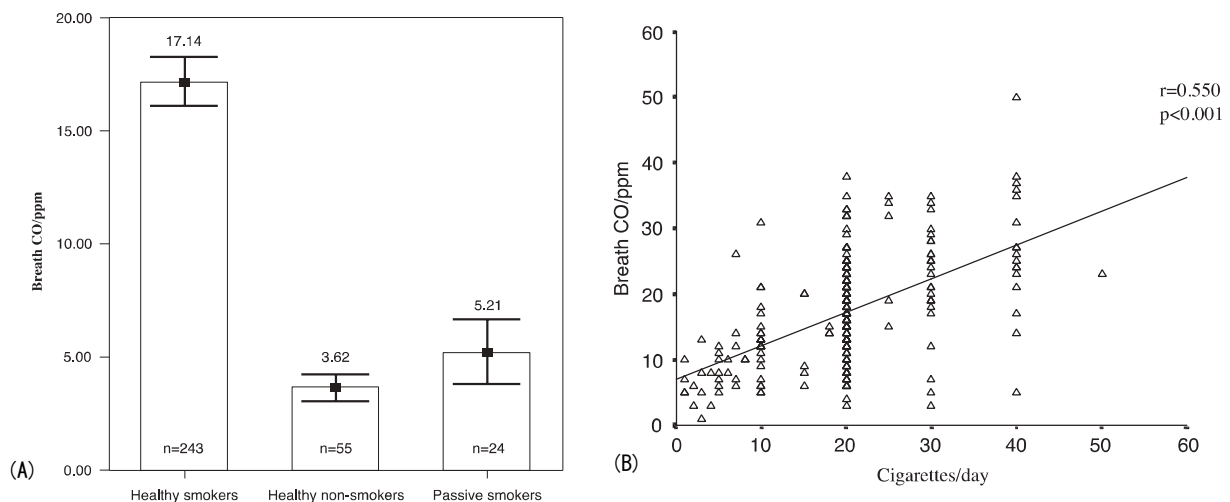 20.00
15.00
10.00
5.00
0.00
Breath CO/ppm
17.14
3.62
5.21
n=243
n=55
n=24
Healthy smokers
Healthy non-smokers
Passive smokers
(A)
60
50
40
30
20
10
0
Breath CO/ppm
r=0.550
p<0.001
0
10
20
30
40
50
60
Cigarettes/day
(B)